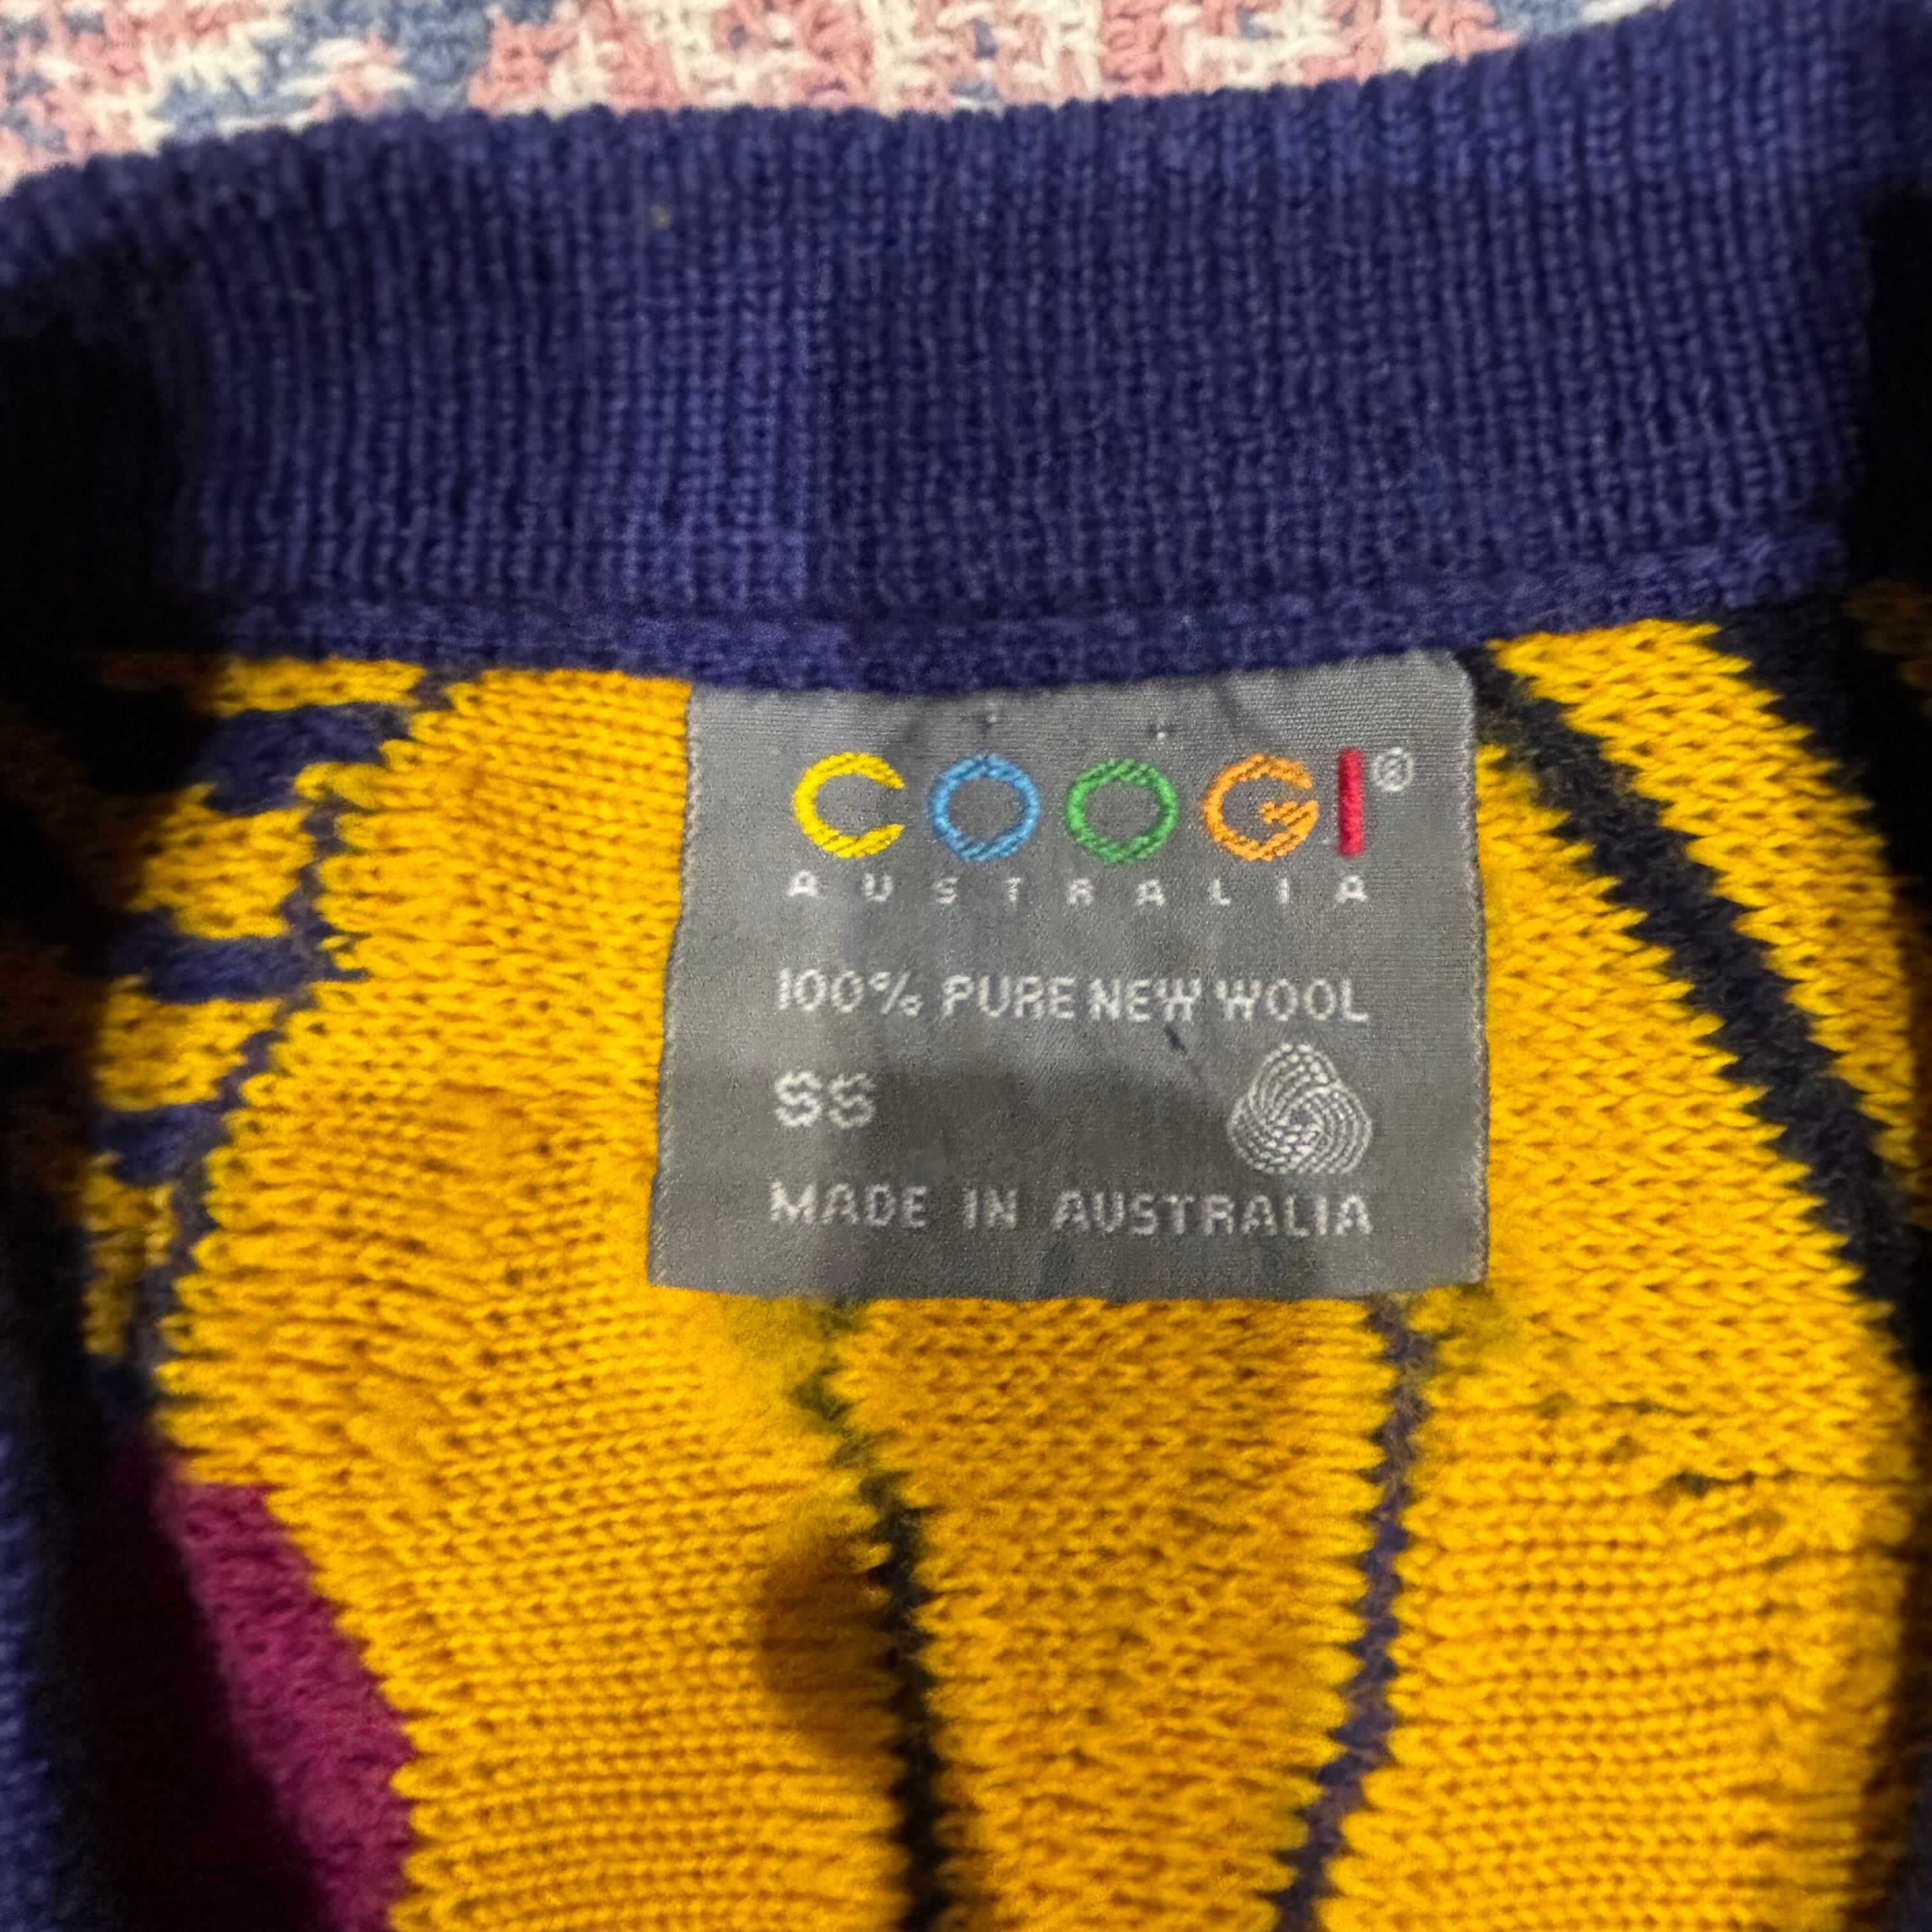 COOGI®
AUSTRALIA
100% PURE NEW WOOL
SS
MADE IN AUSTRALIA